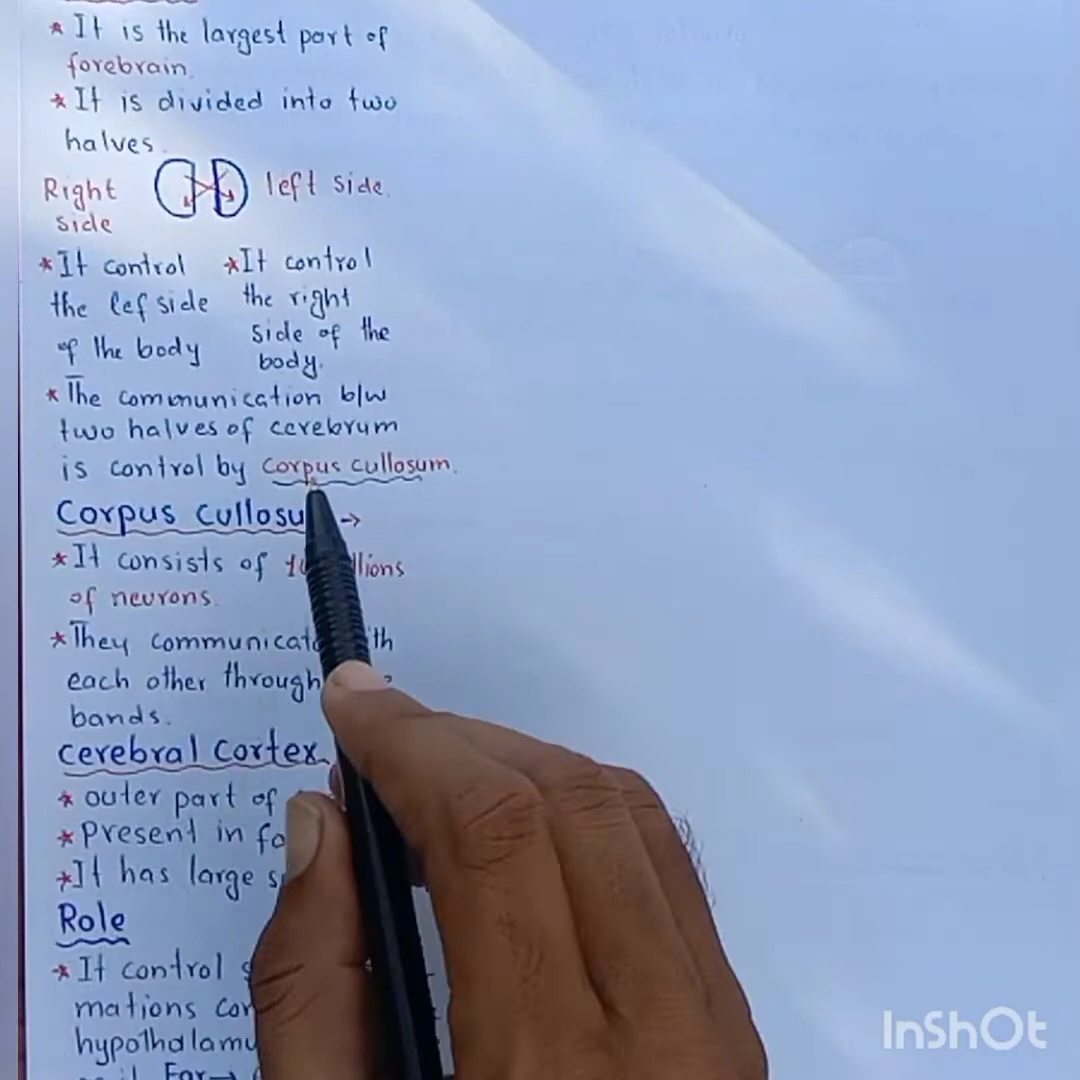 * It is the largest part of
forebrain.
* It is divided into two
halves.
Right side
left side.
* It control
the lef side
of the body
* It control
the right
side of the
body.
* The communication b/w
two halves of cerebrum
is control by corpus cullosum.
Corpus cullosu →
* It consists of
of neurons.
* They
each other through
bands.
Cerebral Cortex
* outer part of
* Present in
* It has large
Role
* It control
mations
For →
InShOt